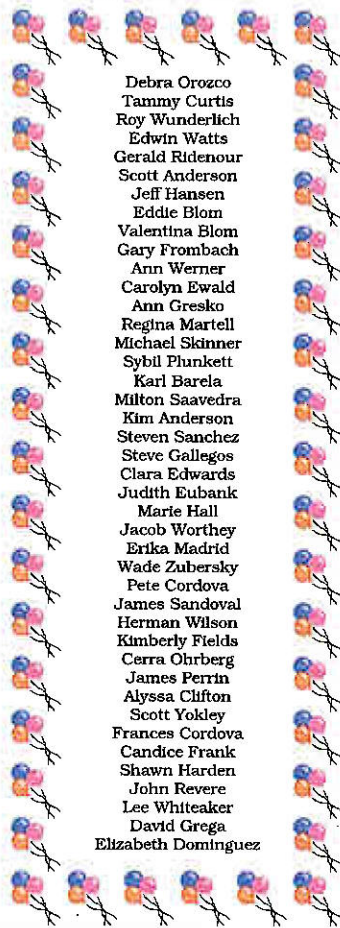 Debra Orozco
Tammy Curtis
Roy Wunderlich
Edwin Watts
Gerald Ridenour
Scott Anderson
Jeff Hansen
Eddie Blom
Valentina Blom
Gary Frombach
Ann Werner
Carolyn Ewald
Ann Gresko
Regina Martell
Michael Skinner
Sybil Plunkett
Karl Barela
Milton Saavedra
Kim Anderson
Steven Sanchez
Steve Gallegos
Clara Edwards
Judith Eubank
Marie Hall
Jacob Worthey
Erika Madrid
Wade Zubersky
Pete Cordova
James Sandoval
Herman Wilson
Kimberly Fields
Cerra Ohrberg
James Perrin
Alyssa Clifton
Scott Yokley
Frances Cordova
Candice Frank
Shawn Harden
John Revere
Lee Whiteaker
David Grega
Elizabeth Dominguez